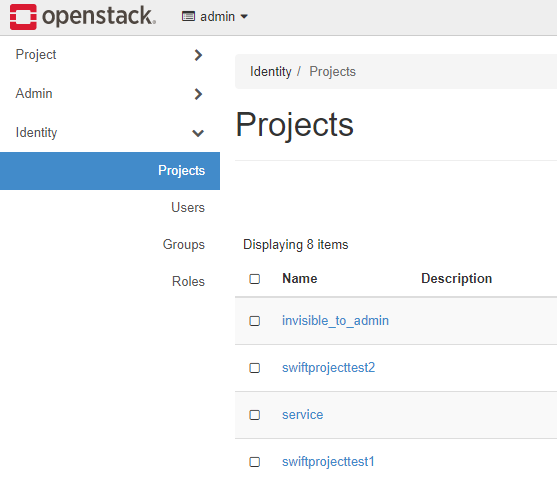 openstack. admin
Project
Admin
Identity
Projects
Users
Groups
Roles
Identity / Projects
Projects
Displaying 8 items
Name Description
invisible_to_admin
swiftprojecttest2
service
swiftprojecttest1